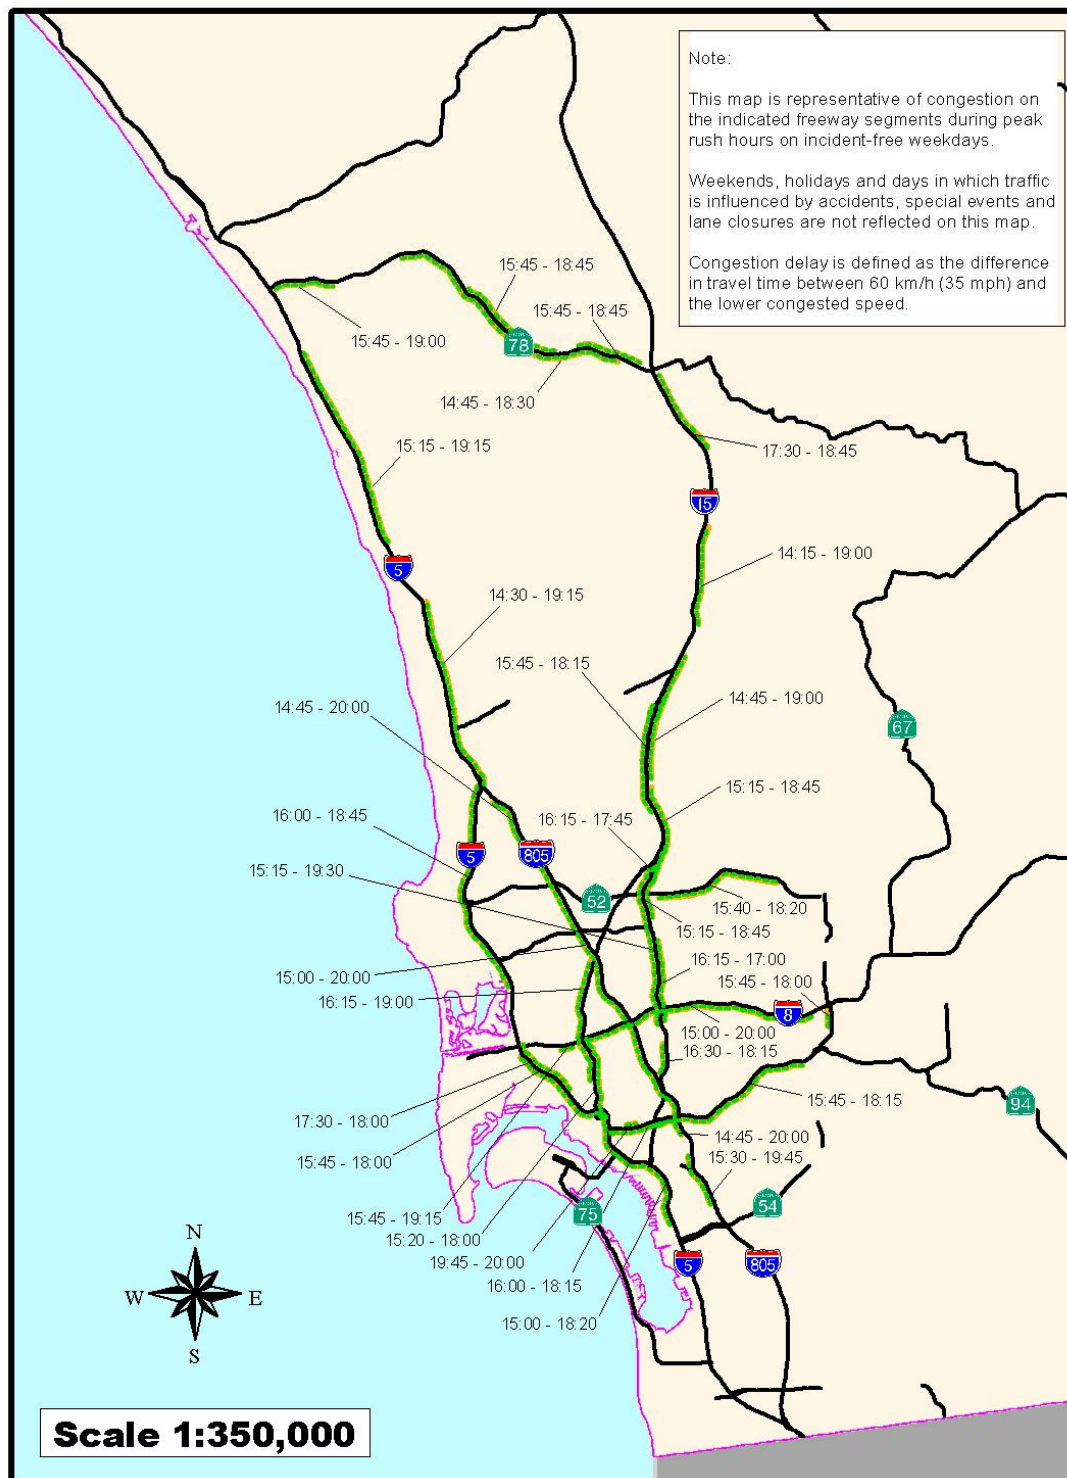 Note:
This map is representative of congestion on
the indicated freeway segments during peak
rush hours on incident-free weekdays.
Weekends, holidays and days in which traffic
is influenced by accidents, special events and
lane closures are not reflected on this map.
Congestion delay is defined as the difference
in travel time between 60 km/h (35 mph) and
the lower congested speed.
15:45 - 18:45
15:45 - 18:45
15:45 - 19:00
78
14:45 - 18:30
15:15 - 19:15
17:30 - 18:45
15
14:15 - 19:00
5
14:30 - 19:15
15:45 - 18:15
14:45 - 19:00
14:45 - 20:00
67
15:15 - 18:45
16:00 - 18:45
16:15 - 17:45
5
805
15:15 - 19:30
52
15:40 - 18:20
15:15 - 18:45
16:15 - 17:00
15:00 - 20:00
15:45 - 18:00
16:15 - 19:00
8
15:00 - 20:00
16:30 - 18:15
15:45 - 18:15
94
17:30 - 18:00
14:45 - 20:00
15:45 - 18:00
15:30 - 19:45
54
75
15:45 - 19:15
15:20 - 18:00
19:45 - 20:00
5
805
16:00 - 18:15
15:00 - 18:20
N
W
E
S
Scale 1:350,000